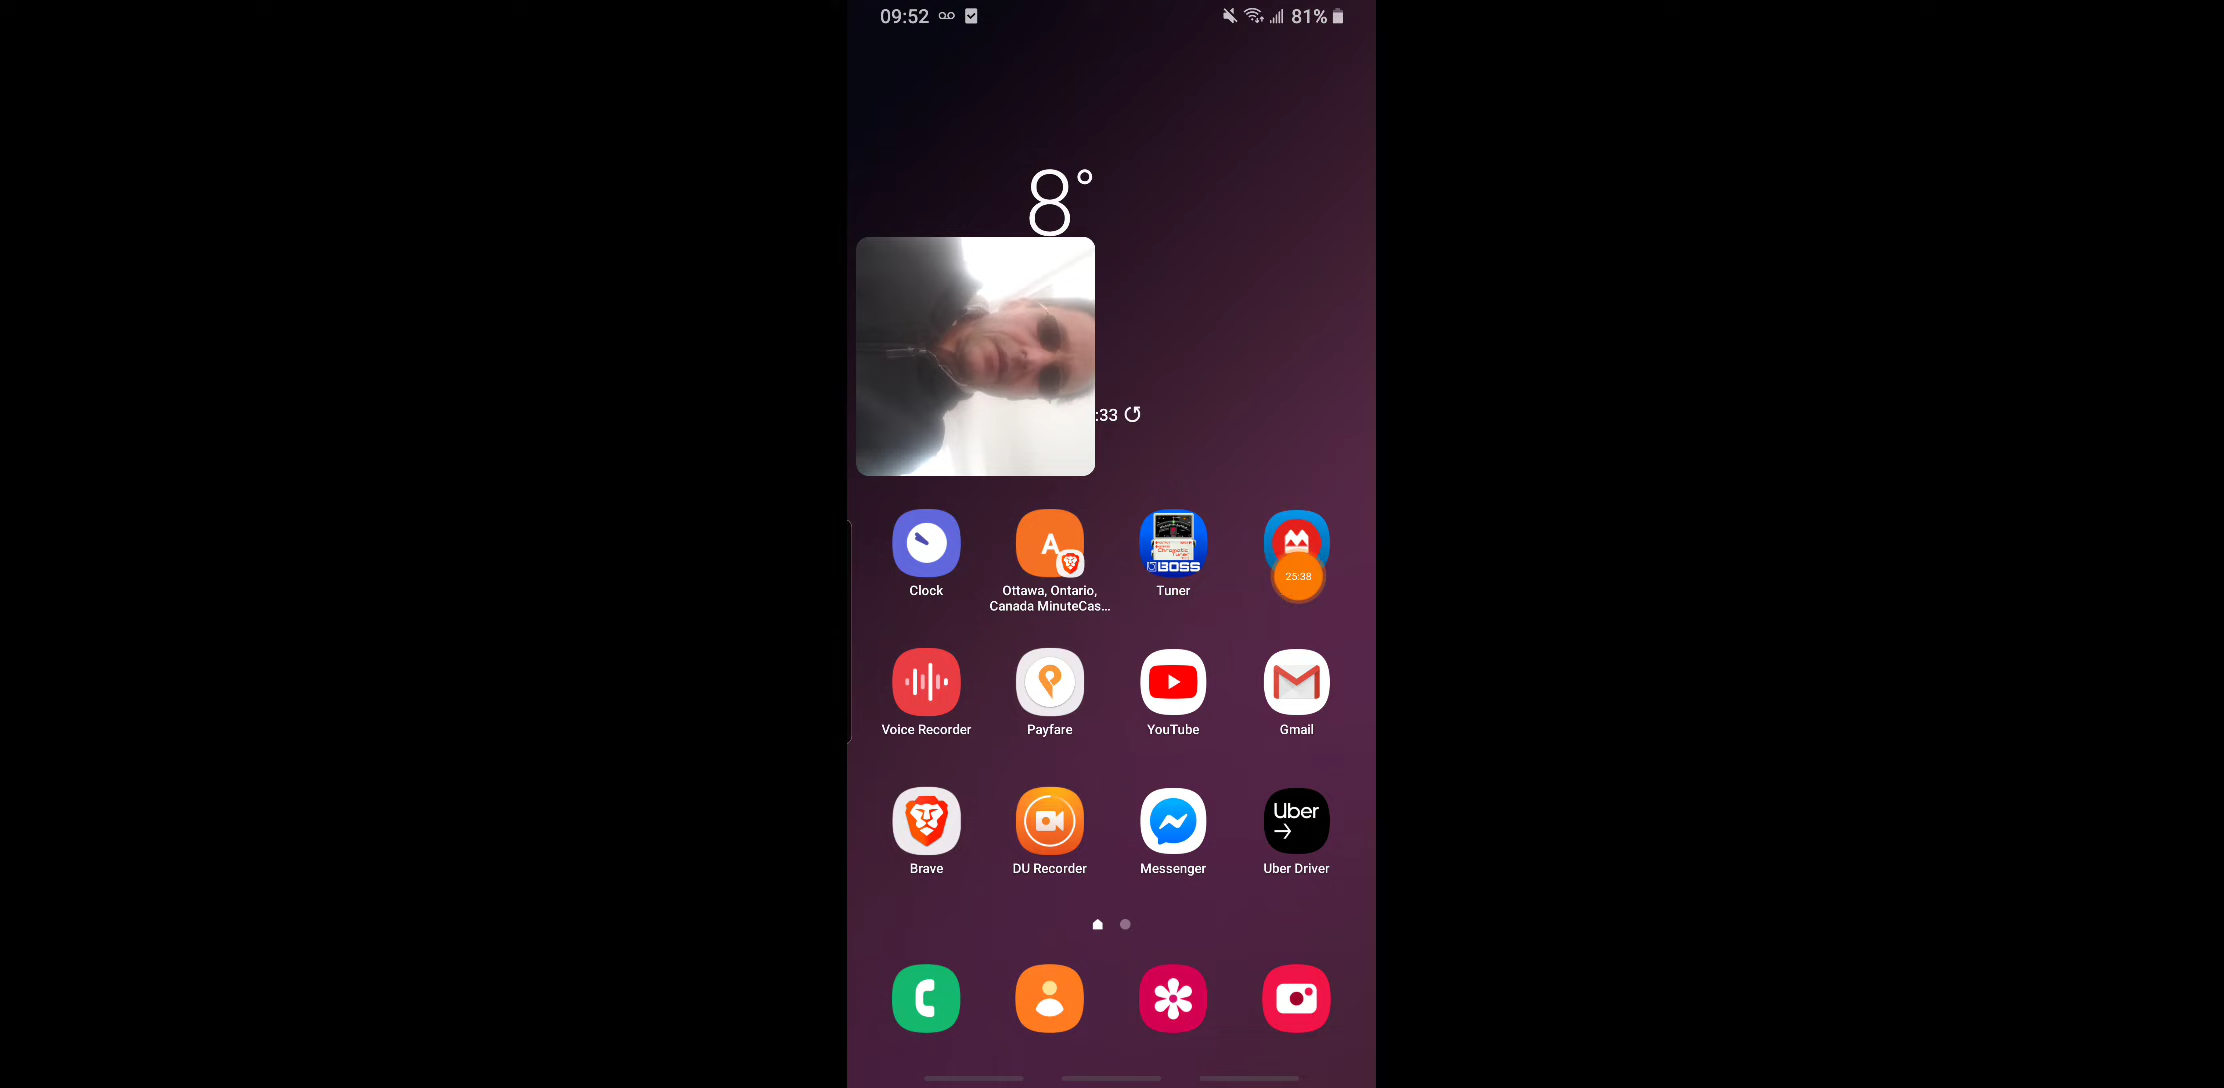 09:52
81%
8°
:33
A
BOSS
25:38
Clock
Ottawa, Ontario,
Canada MinuteCas...
Tuner
Voice Recorder
Payfare
YouTube
Gmail
Uber
Brave
DU Recorder
Messenger
Uber Driver